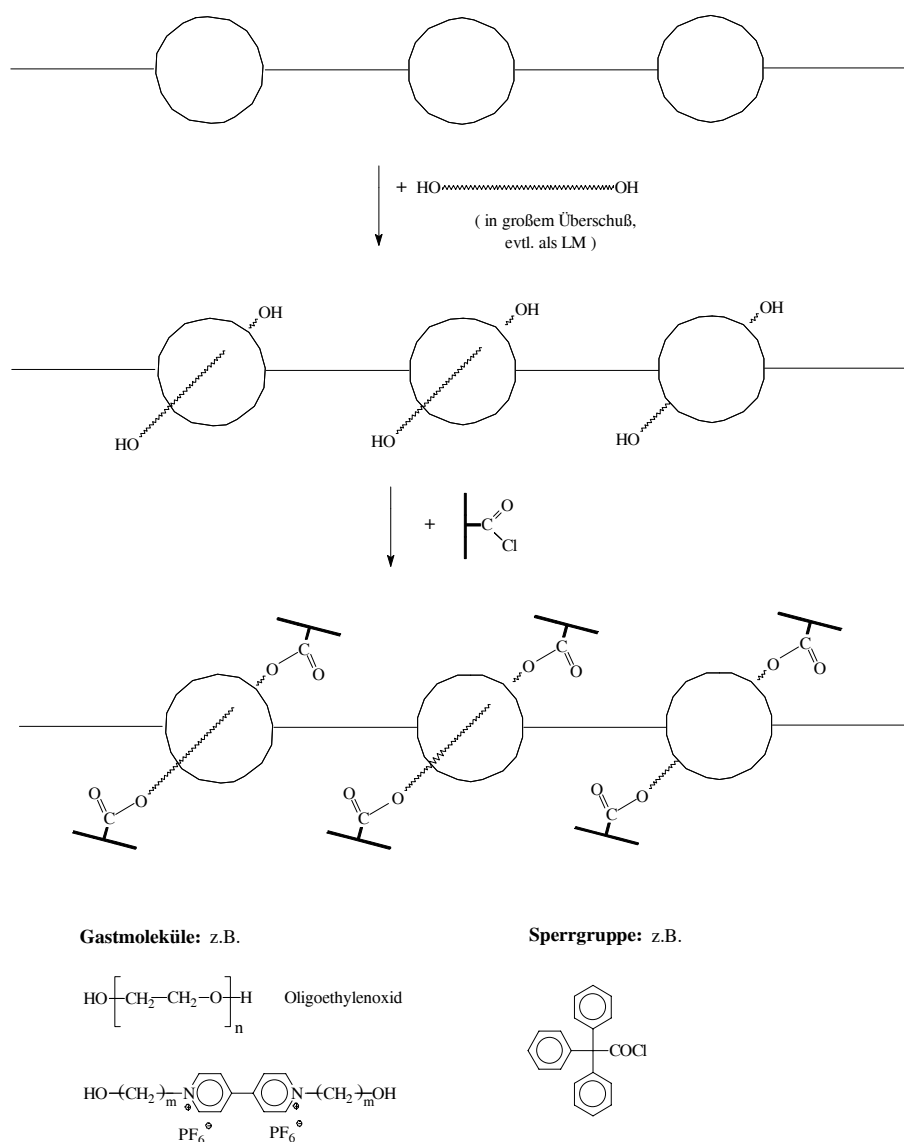 + HO OH
( in großem Überschuß,
evtl. als LM )
OH OH OH
HO HO HO
+ C O Cl
O C O O C O O C O
O C O O C O O C O
Gastmoleküle: z.B. Sperrgruppe: z.B.
HO CH2 CH2 O H n Oligoethylenoxid
COCl
HO (CH2)m N⊕ N⊕ (CH2)m OH
PF6⊖ PF6⊖